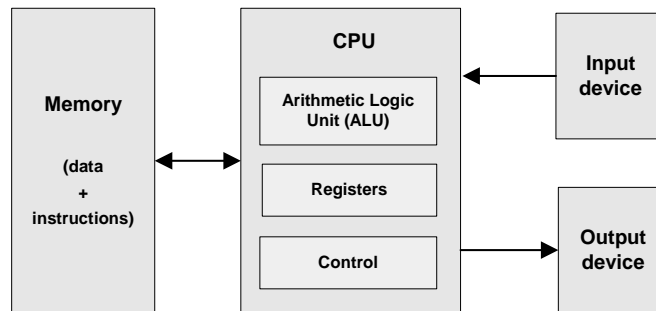 Memory
(data
+
instructions)
CPU
Arithmetic Logic
Unit (ALU)
Registers
Control
Input
device
Output
device